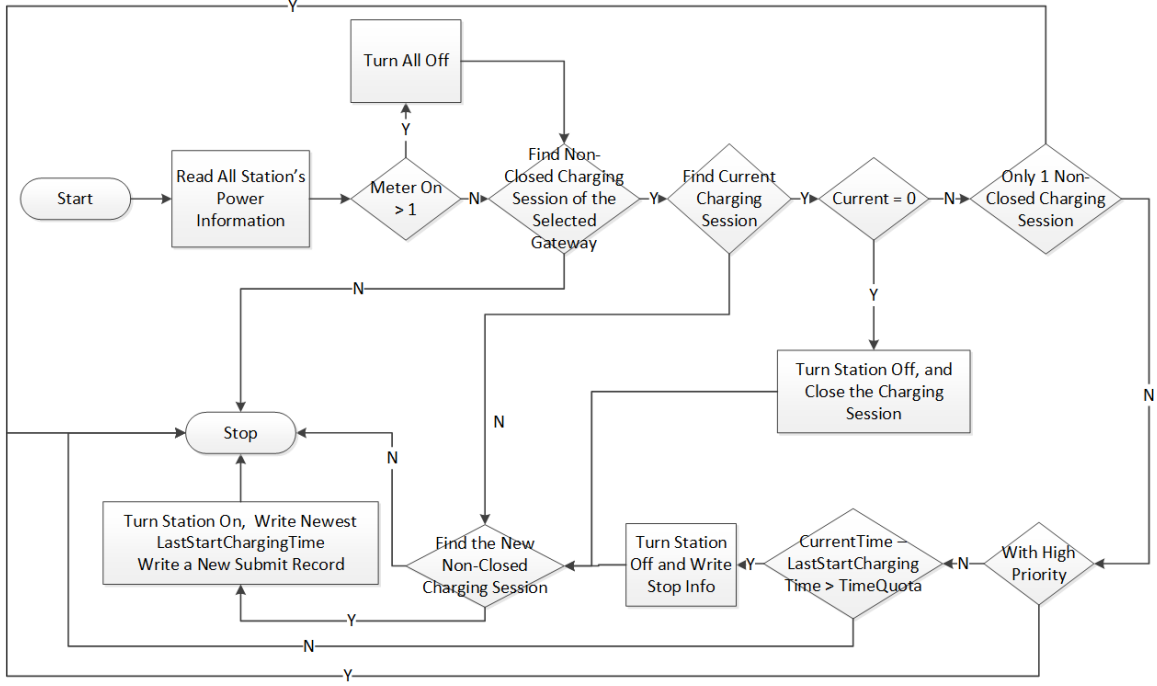 Y
Turn All Off
Y
Start
Read All Station's
Power
Information
Meter On
> 1
N
Find Non-
Closed Charging
Session of the
Selected
Gateway
Y
Find Current
Charging
Session
Y
Current = 0
N
Only 1 Non-
Closed Charging
Session
N
Y
Turn Station Off, and
Close the Charging
Session
N
N
Stop
N
Turn Station On,  Write Newest
LastStartChargingTime
Write a New Submit Record
Find the New
Non-Closed
Charging Session
Turn Station
Off and Write
Stop Info
Y
CurrentTime –
LastStartCharging
Time > TimeQuota
N
With High
Priority
Y
N
Y